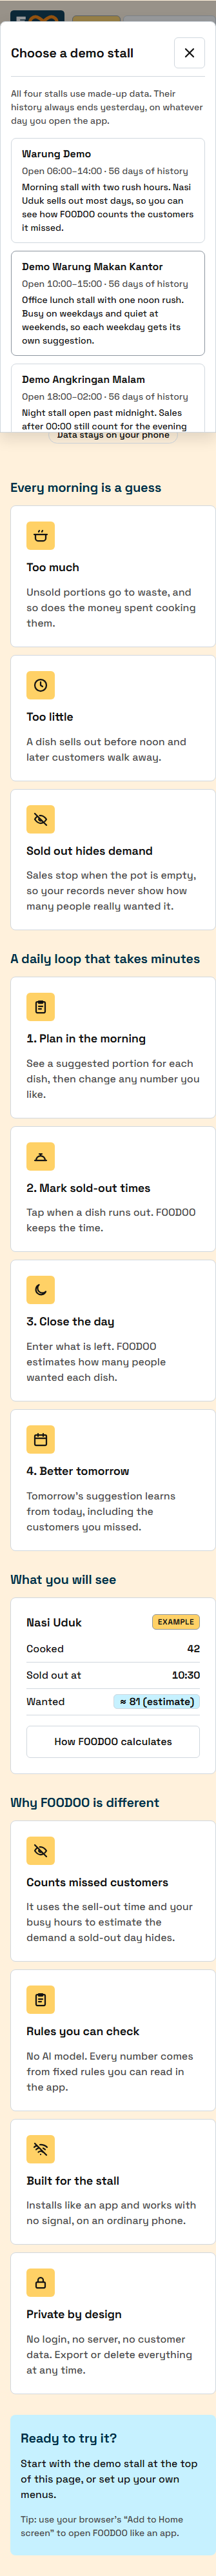 Choose a demo stall
All four stalls use made-up data. Their
history always ends yesterday, on whatever
day you open the app.
Warung Demo
Open 06:00–14:00 · 56 days of history
Morning stall with two rush hours. Nasi
Uduk sells out most days, so you can
see how FOODOO counts the customers
it missed.
Demo Warung Makan Kantor
Open 10:00–15:00 · 56 days of history
Office lunch stall with one noon rush.
Busy on weekdays and quiet at
weekends, so each weekday gets its
own suggestion.
Demo Angkringan Malam
Open 18:00–02:00 · 56 days of history
Night stall open past midnight. Sales
after 00:00 still count for the evening
Data stays on your phone
Every morning is a guess
Too much
Unsold portions go to waste, and
so does the money spent cooking
them.
Too little
A dish sells out before noon and
later customers walk away.
Sold out hides demand
Sales stop when the pot is empty,
so your records never show how
many people really wanted it.
A daily loop that takes minutes
1. Plan in the morning
See a suggested portion for each
dish, then change any number you
like.
2. Mark sold-out times
Tap when a dish runs out. FOODOO
keeps the time.
3. Close the day
Enter what is left. FOODOO
estimates how many people
wanted each dish.
4. Better tomorrow
Tomorrow's suggestion learns
from today, including the
customers you missed.
What you will see
Nasi Uduk EXAMPLE
Cooked 42
Sold out at 10:30
Wanted ≈ 81 (estimate)
How FOODOO calculates
Why FOODOO is different
Counts missed customers
It uses the sell-out time and your
busy hours to estimate the
demand a sold-out day hides.
Rules you can check
No AI model. Every number comes
from fixed rules you can read in
the app.
Built for the stall
Installs like an app and works with
no signal, on an ordinary phone.
Private by design
No login, no server, no customer
data. Export or delete everything
at any time.
Ready to try it?
Start with the demo stall at the top
of this page, or set up your own
menus.
Tip: use your browser's "Add to Home
screen" to open FOODOO like an app.